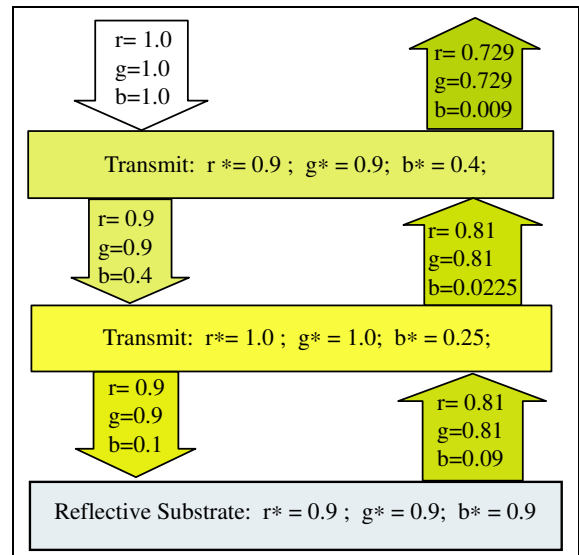 r= 1.0
g=1.0
b=1.0
r= 0.729
g=0.729
b=0.009
Transmit: r *= 0.9 ; g* = 0.9; b* = 0.4;
r= 0.9
g=0.9
b=0.4
r= 0.81
g=0.81
b=0.0225
Transmit: r*= 1.0 ; g* = 1.0; b* = 0.25;
r= 0.9
g=0.9
b=0.1
r= 0.81
g=0.81
b=0.09
Reflective Substrate: r* = 0.9 ; g* = 0.9; b* = 0.9